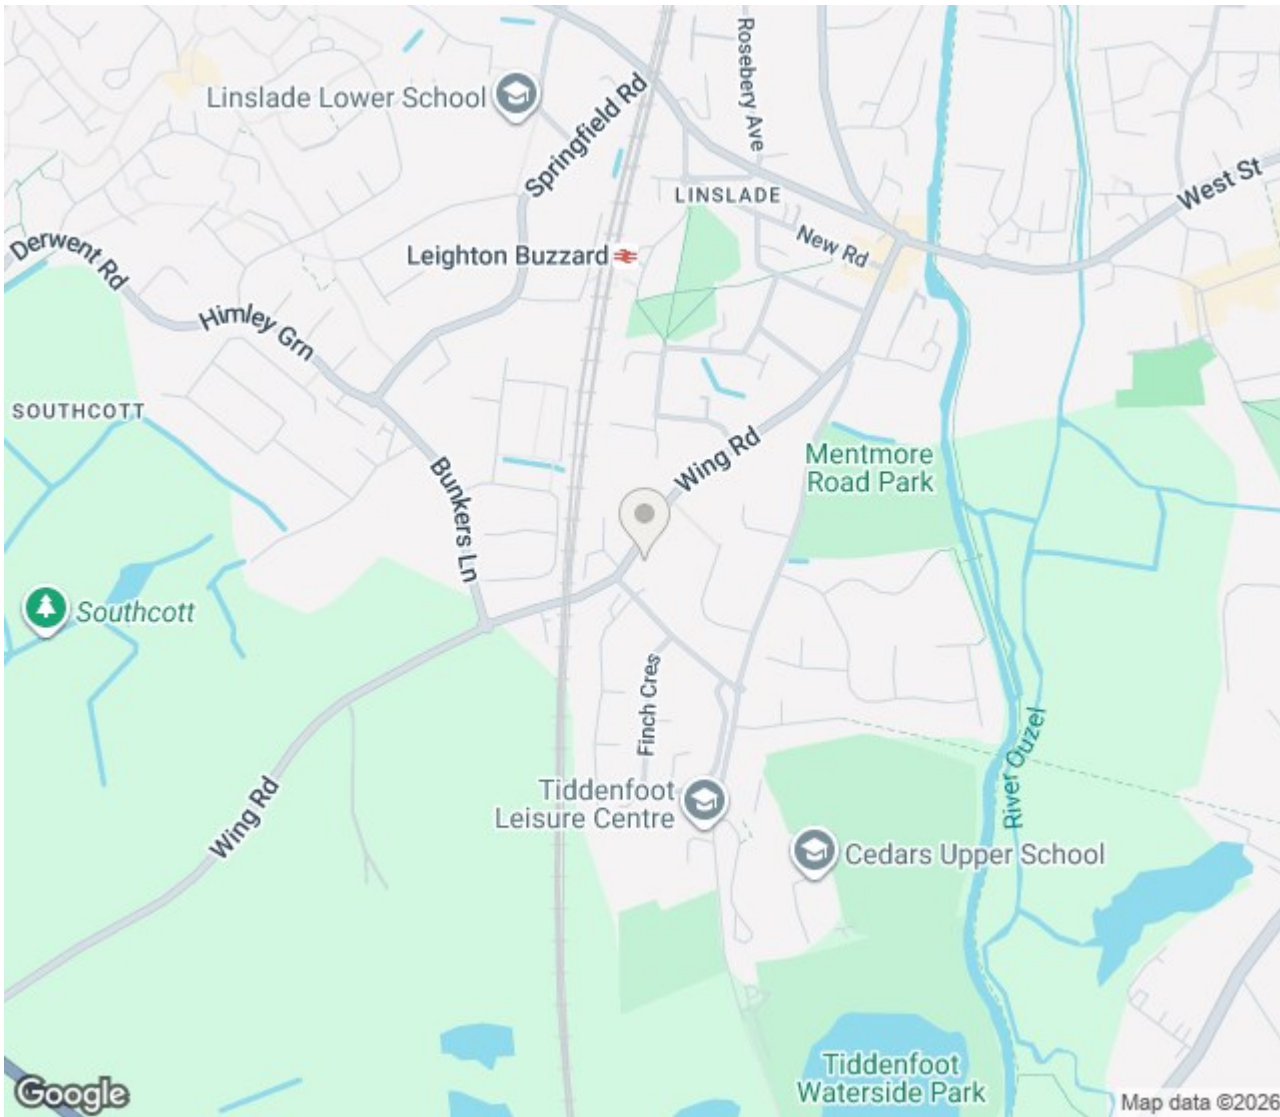 Rosebery Ave
Linslade Lower School
Springfield Rd
LINSLADE
West St
New Rd
Derwent Rd
Leighton Buzzard
Himley Grn
SOUTHCOTT
Wing Rd
Mentmore
Road Park
Bunkers Ln
Southcott
Finch Cres
River Ouzel
Tiddenfoot
Leisure Centre
Wing Rd
Cedars Upper School
Tiddenfoot
Waterside Park
Google
Map data ©2026